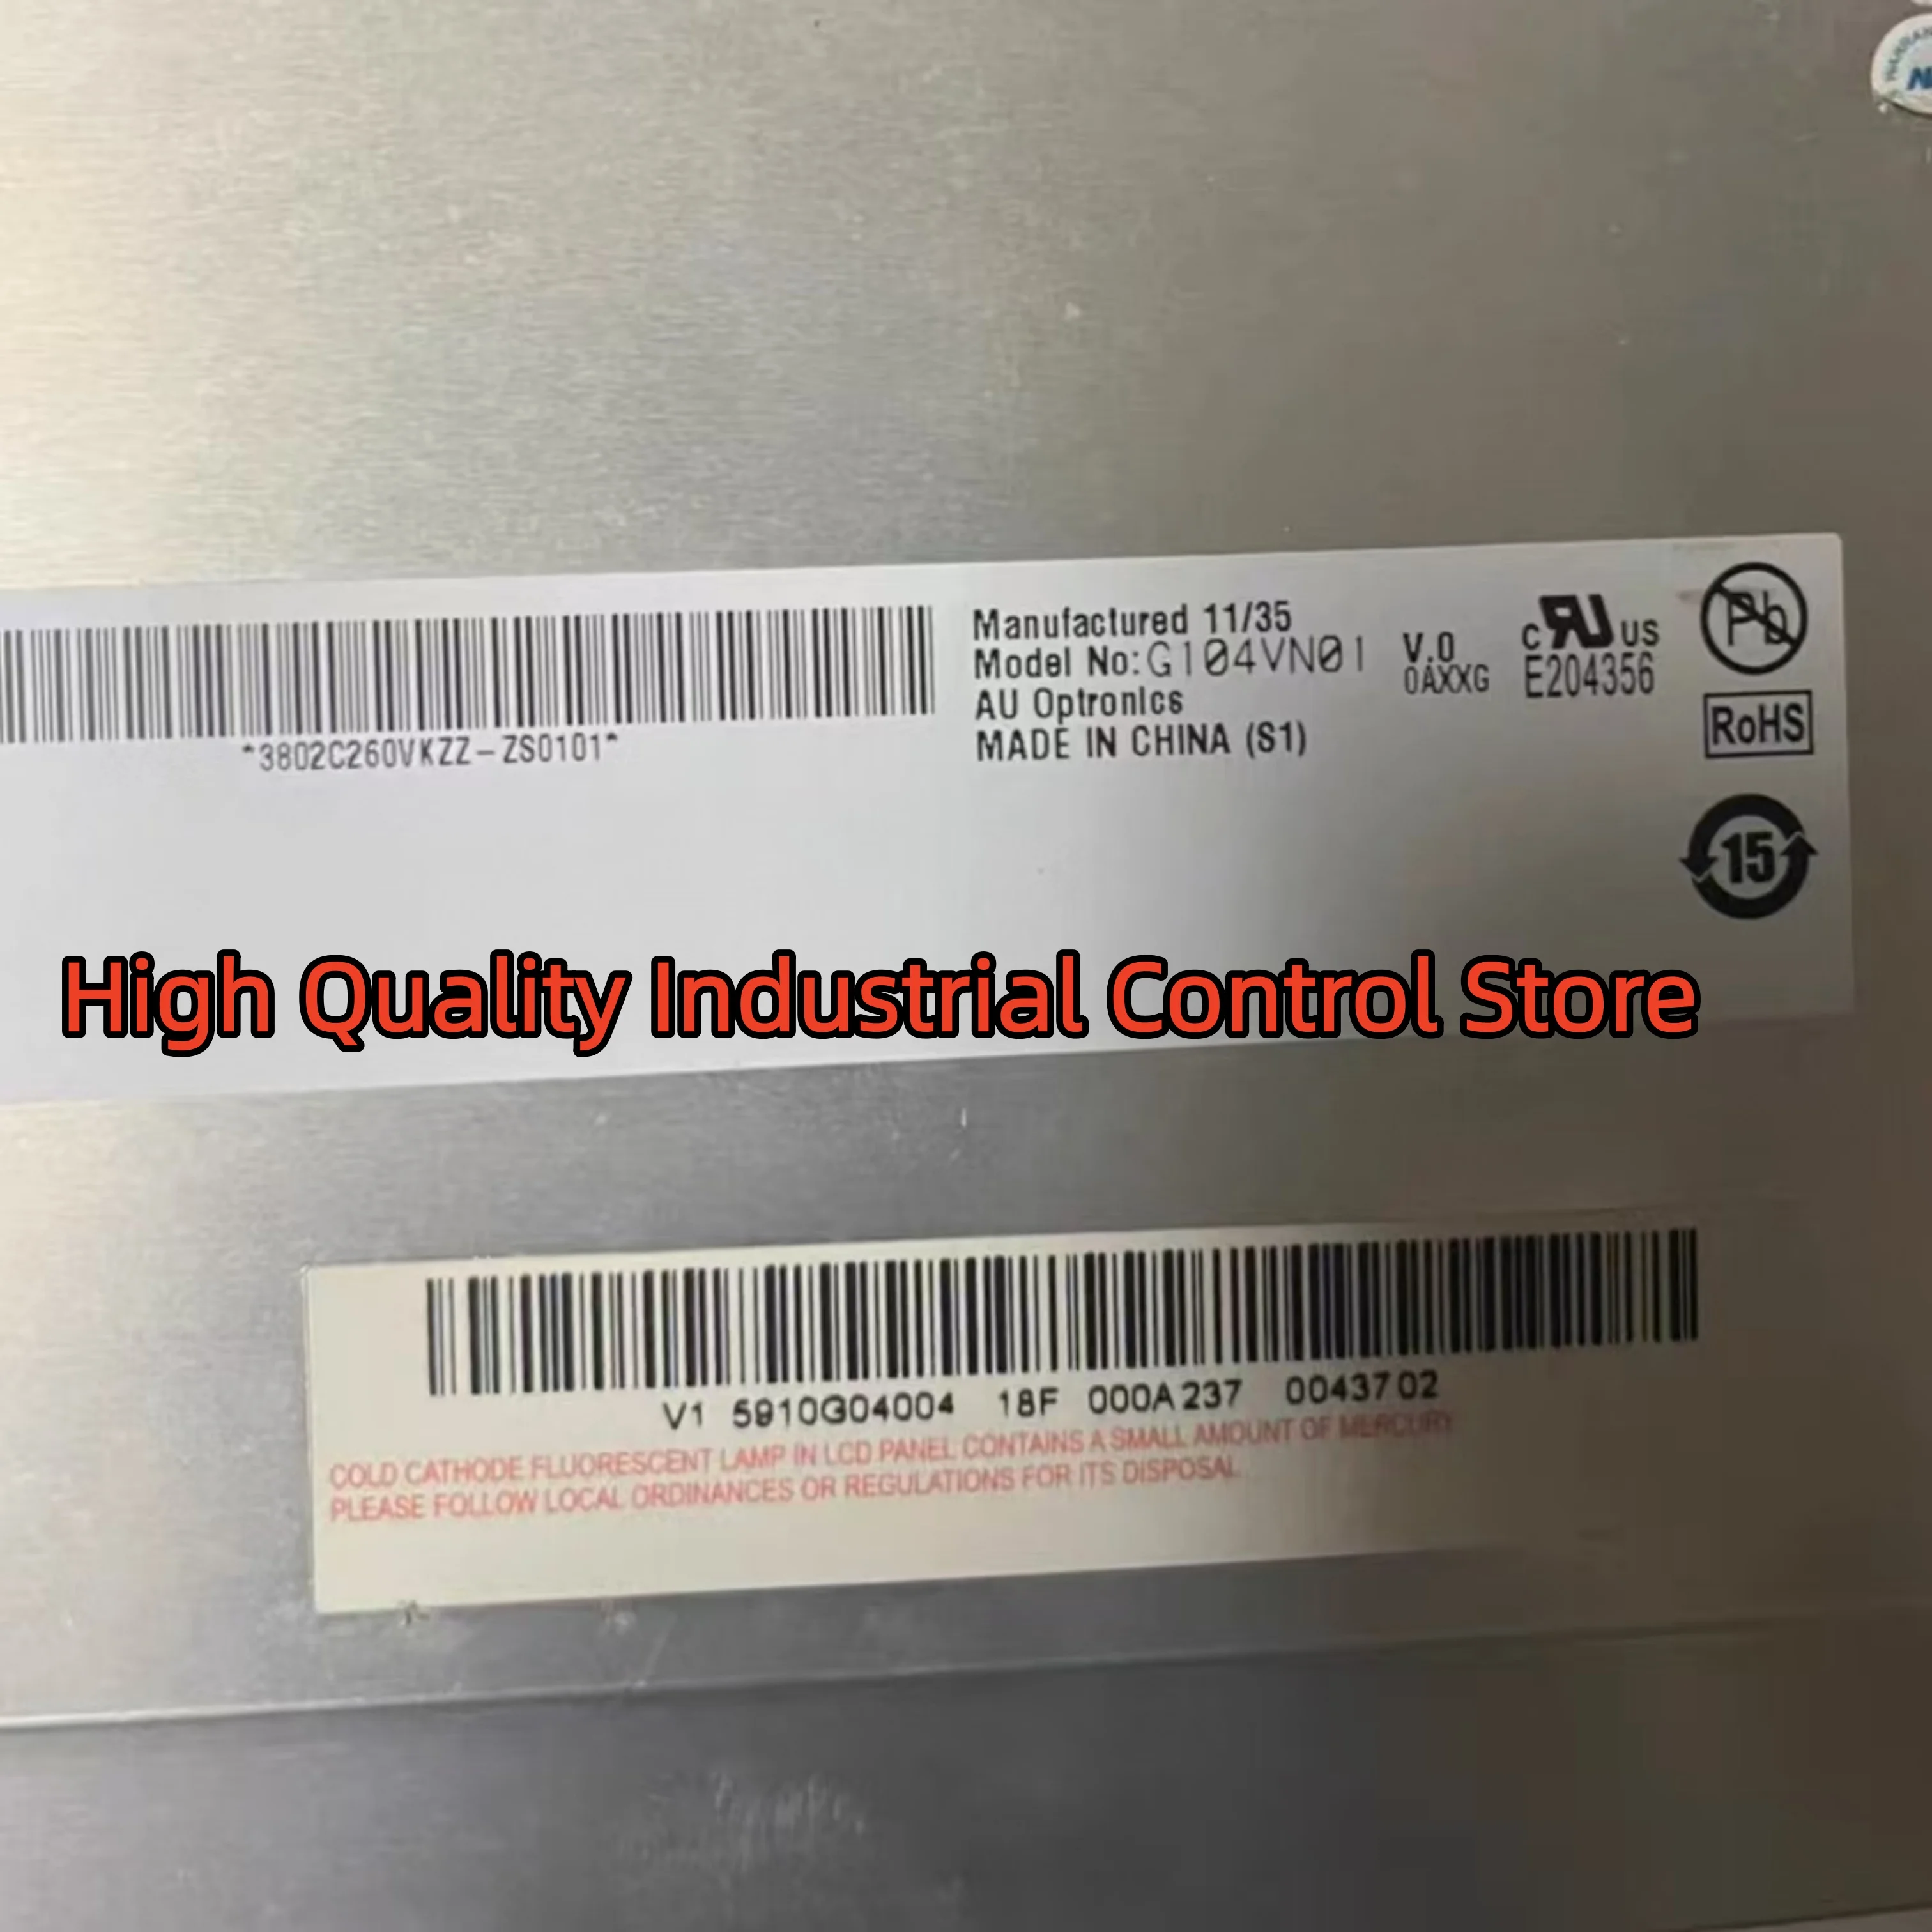 *3802C260VKZZ-ZS0101*
Manufactured 11/35
Model No:G104VN01 V.0
0AXXG
AU Optronics
MADE IN CHINA (S1)
c RU US
E204356
Pb
RoHS
15
High Quality Industrial Control Store
V1 5910G04004 18F 000A237 0043702
COLD CATHODE FLUORESCENT LAMP IN LCD PANEL CONTAINS A SMALL AMOUNT OF MERCURY
PLEASE FOLLOW LOCAL ORDINANCES OR REGULATIONS FOR ITS DISPOSAL